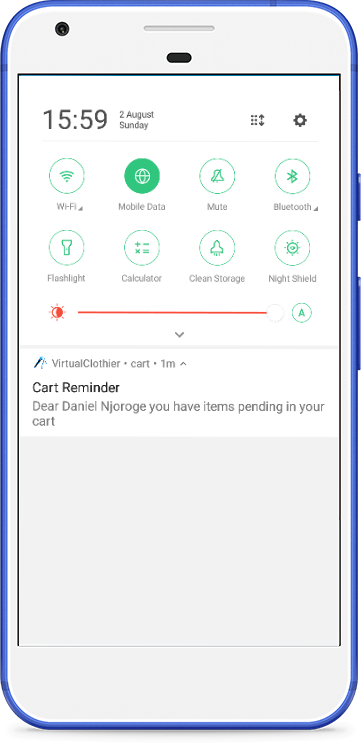 15:59
2 August
Sunday
Wi-Fi
Mobile Data
Mute
Bluetooth
Flashlight
Calculator
Clean Storage
Night Shield
A
VirtualClothier • cart • 1m
Cart Reminder
Dear Daniel Njoroge you have items pending in your
cart